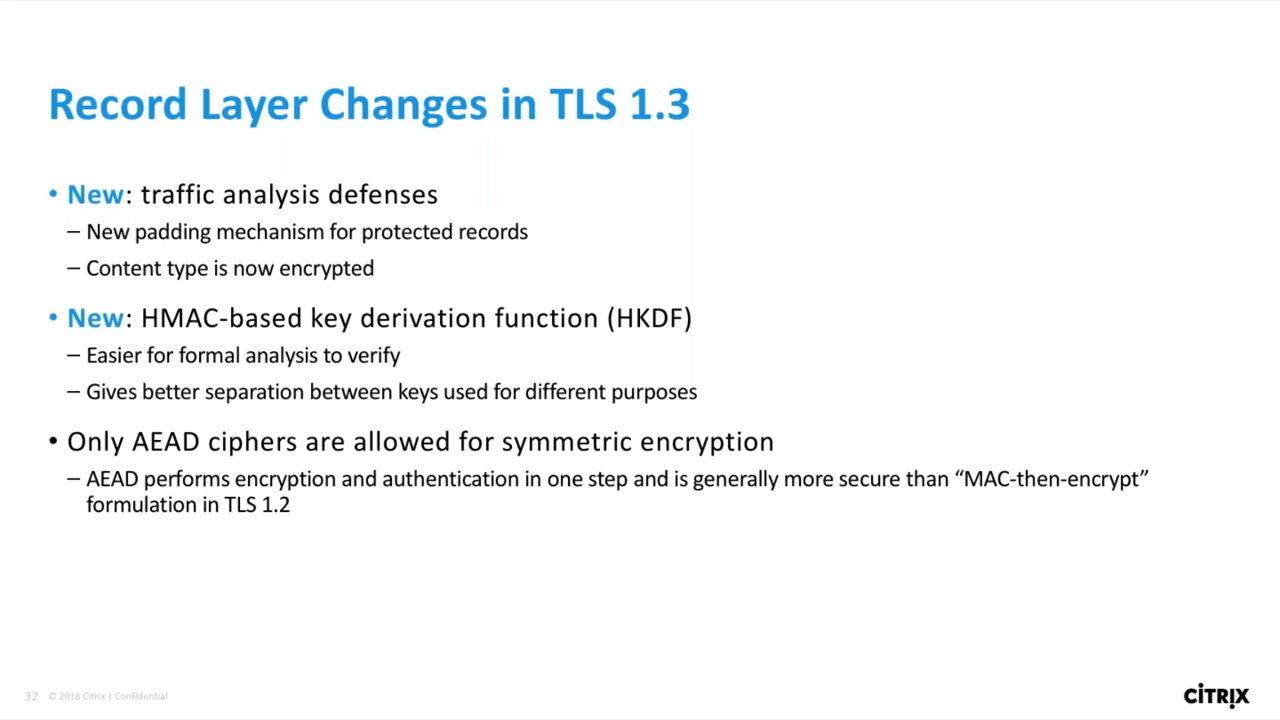 Record Layer Changes in TLS 1.3
• New: traffic analysis defenses
– New padding mechanism for protected records
– Content type is now encrypted
• New: HMAC-based key derivation function (HKDF)
– Easier for formal analysis to verify
– Gives better separation between keys used for different purposes
• Only AEAD ciphers are allowed for symmetric encryption
– AEAD performs encryption and authentication in one step and is generally more secure than “MAC-then-encrypt”
formulation in TLS 1.2
32 © 2018 Citrix | Confidential
CİTRIX